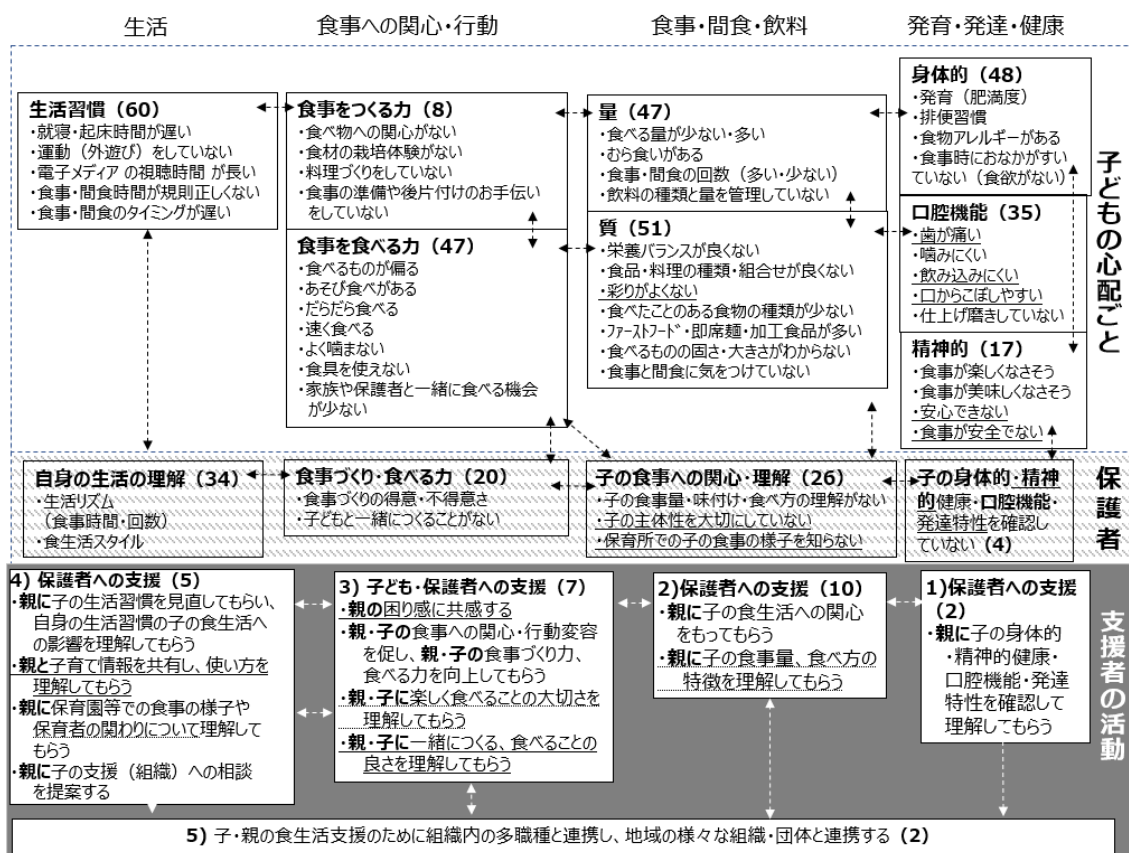 生活
食事への関心・行動
食事・間食・飲料
発育・発達・健康
生活習慣（60）
・就寝・起床時間が遅い
・運動（外遊び）をしていない
・電子メディア の視聴時間 が長い
・食事・間食時間が規則正しくない
・食事・間食のタイミングが遅い
食事をつくる力（8）
・食べ物への関心がない
・食材の栽培体験がない
・料理づくりをしていない
・食事の準備や後片付けのお手伝い
をしていない
食事を食べる力（47）
・食べるものが偏る
・あそび食べがある
・だらだら食べる
・速く食べる
・よく噛まない
・食具を使えない
・家族や保護者と一緒に食べる機会
が少ない
量（47）
・食べる量が少ない・多い
・むら食いがある
・食事・間食の回数（多い・少ない）
・飲料の種類と量を管理していない
質（51）
・栄養バランスが良くない
・食品・料理の種類・組合せが良くない
・彩りがよくない
・食べたことのある食物の種類が少ない
・ﾌｧｰｽﾄﾌｰﾄﾞ・即席麺・加工食品が多い
・食べるものの固さ・大きさがわからない
・食事と間食に気をつけていない
身体的（48）
・発育（肥満度）
・排便習慣
・食物アレルギーがある
・食事時におなかがすい
ていない（食欲がない）
口腔機能（35）
・歯が痛い
・噛みにくい
・飲み込みにくい
・口からこぼしやすい
・仕上げ磨きしていない
精神的（17）
・食事が楽しくなさそう
・食事が美味しくなさそう
・安心できない
・食事が安全でない
子どもの心配ごと
自身の生活の理解（34）
・生活リズム
（食事時間・回数）
・食生活スタイル
食事づくり・食べる力（20）
・食事づくりの得意・不得意さ
・子どもと一緒につくることがない
子の食事への関心・理解（26）
・子の食事量・味付け・食べ方の理解がない
・子の主体性を大切にしていない
・保育所での子の食事の様子を知らない
子の身体的・精神
的健康・口腔機能・
発達特性を確認し
ていない（4）
保護者
4）保護者への支援（5）
・親に子の生活習慣を見直してもらい、
自身の生活習慣の子の食生活へ
の影響を理解してもらう
・親と子育て情報を共有し、使い方を
理解してもらう
・親に保育園等での食事の様子や
保育者の関わりについて理解して
もらう
・親に子の支援（組織）への相談
を提案する
3）子ども・保護者への支援（7）
・親の困り感に共感する
・親・子の食事への関心・行動変容
を促し、親・子の食事づくり力、
食べる力を向上してもらう
・親・子に楽しく食べることの大切さを
理解してもらう
・親・子に一緒につくる、食べることの
良さを理解してもらう
2)保護者への支援（10）
・親に子の食生活への関心
をもってもらう
・親に子の食事量、食べ方の
特徴を理解してもらう
1)保護者への支援
（2）
・親に子の身体的
・精神的健康・
口腔機能・発達
特性を確認して
理解してもらう
支援者の活動
5）子・親の食生活支援のために組織内の多職種と連携し、地域の様々な組織・団体と連携する（2）